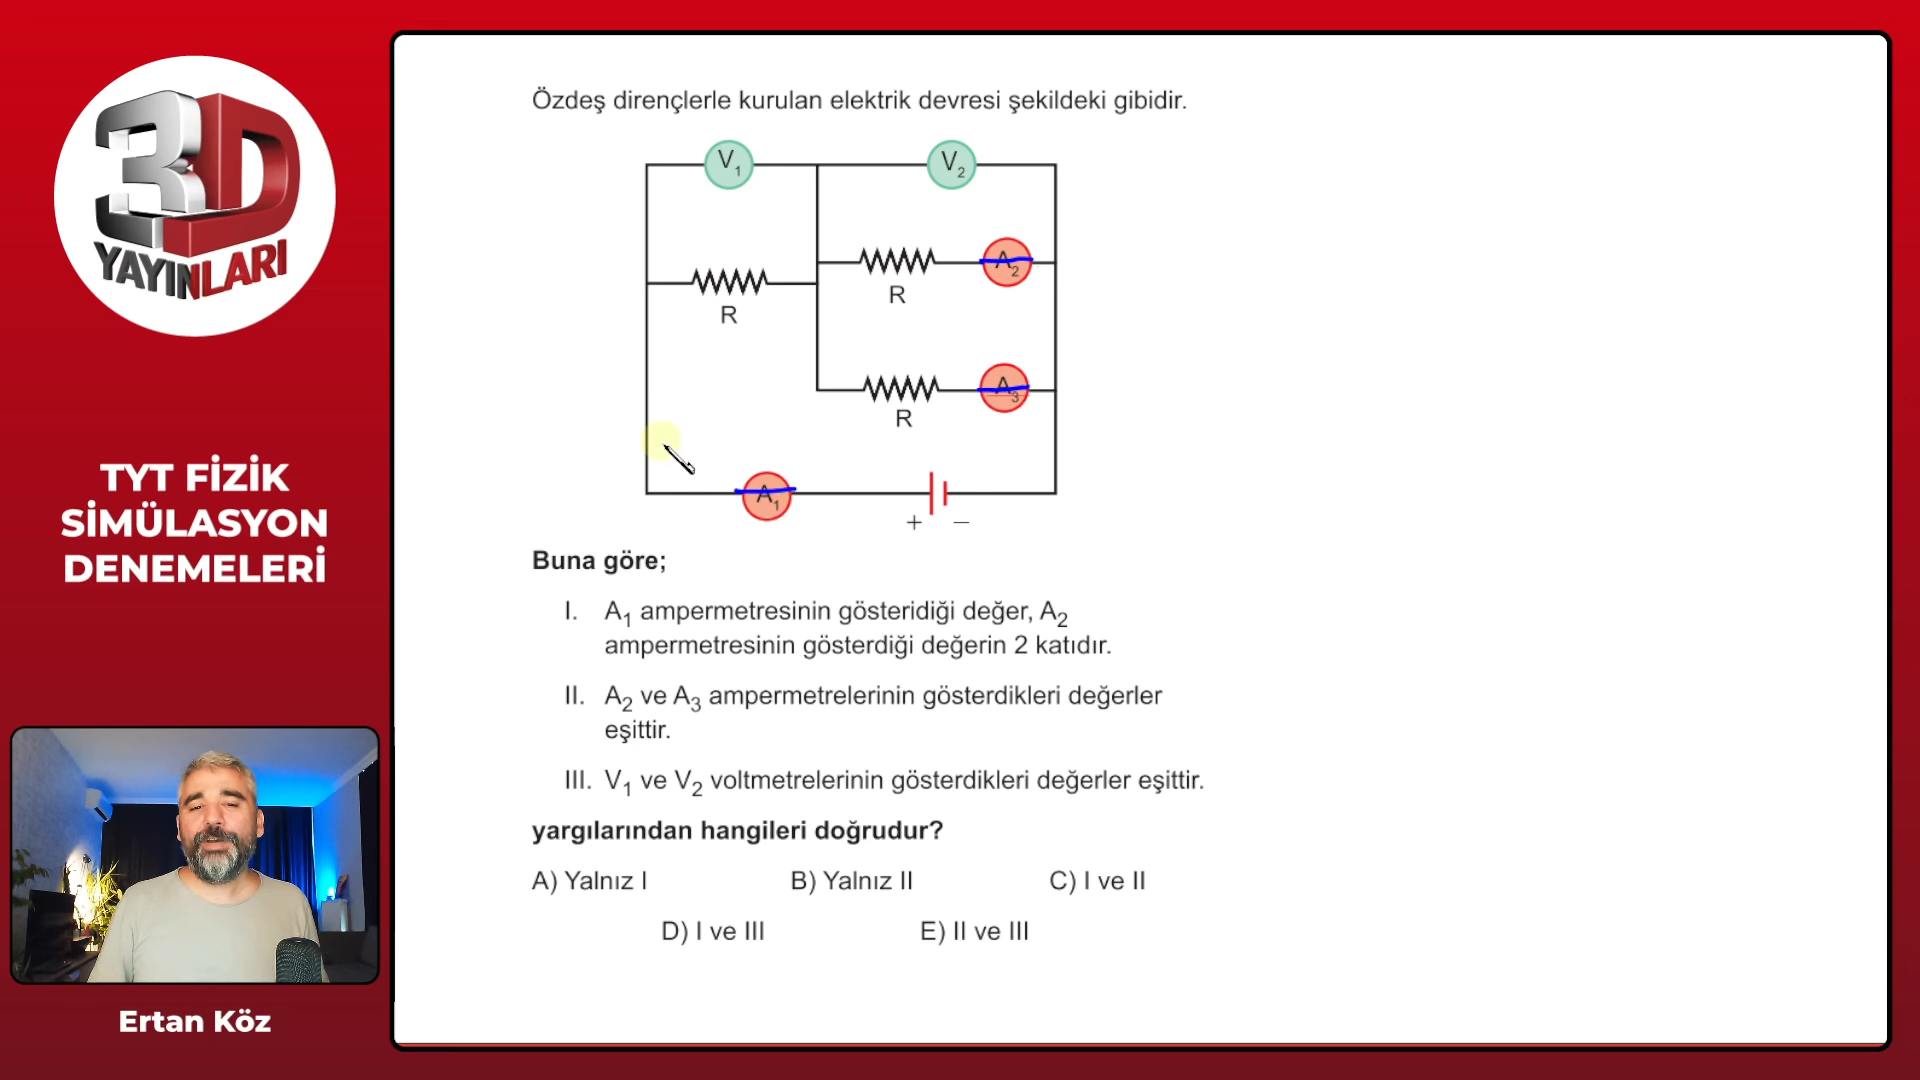 3D
YAYINLARI
TYT FİZİK
SİMÜLASYON
DENEMELERİ
Ertan Köz
Özdeş dirençlerle kurulan elektrik devresi şekildeki gibidir.
V1
V2
R
R
A2
R
A3
A1
+ −
Buna göre;
I. A1 ampermetresinin gösteridiği değer, A2
ampermetresinin gösterdiği değerin 2 katıdır.
II. A2 ve A3 ampermetrelerinin gösterdikleri değerler
eşittir.
III. V1 ve V2 voltmetrelerinin gösterdikleri değerler eşittir.
yargılarından hangileri doğrudur?
A) Yalnız I B) Yalnız II C) I ve II
D) I ve III E) II ve III